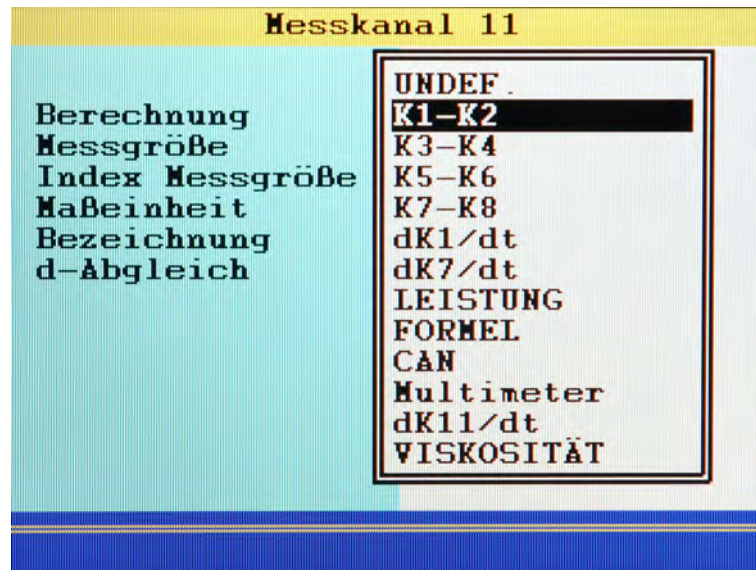 Messkanal 11
Berechnung
Messgröße
Index Messgröße
Maßeinheit
Bezeichnung
d-Abgleich
UNDEF.
K1-K2
K3-K4
K5-K6
K7-K8
dK1/dt
dK7/dt
LEISTUNG
FORMEL
CAN
Multimeter
dK11/dt
VISKOSITÄT